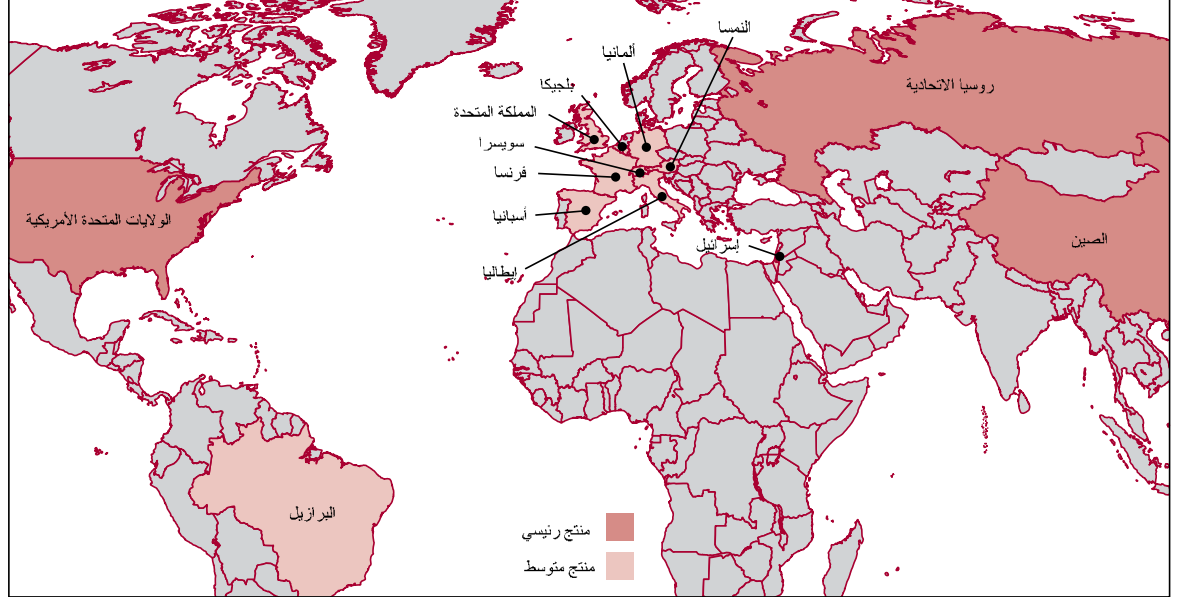 النمسا
ألمانيا
بلجيكا
روسيا الاتحادية
المملكة المتحدة
سويسرا
فرنسا
أسبانيا
الولايات المتحدة الأمريكية
إسرائيل
الصين
إيطاليا
البرازيل
منتج رئيسي
منتج متوسط